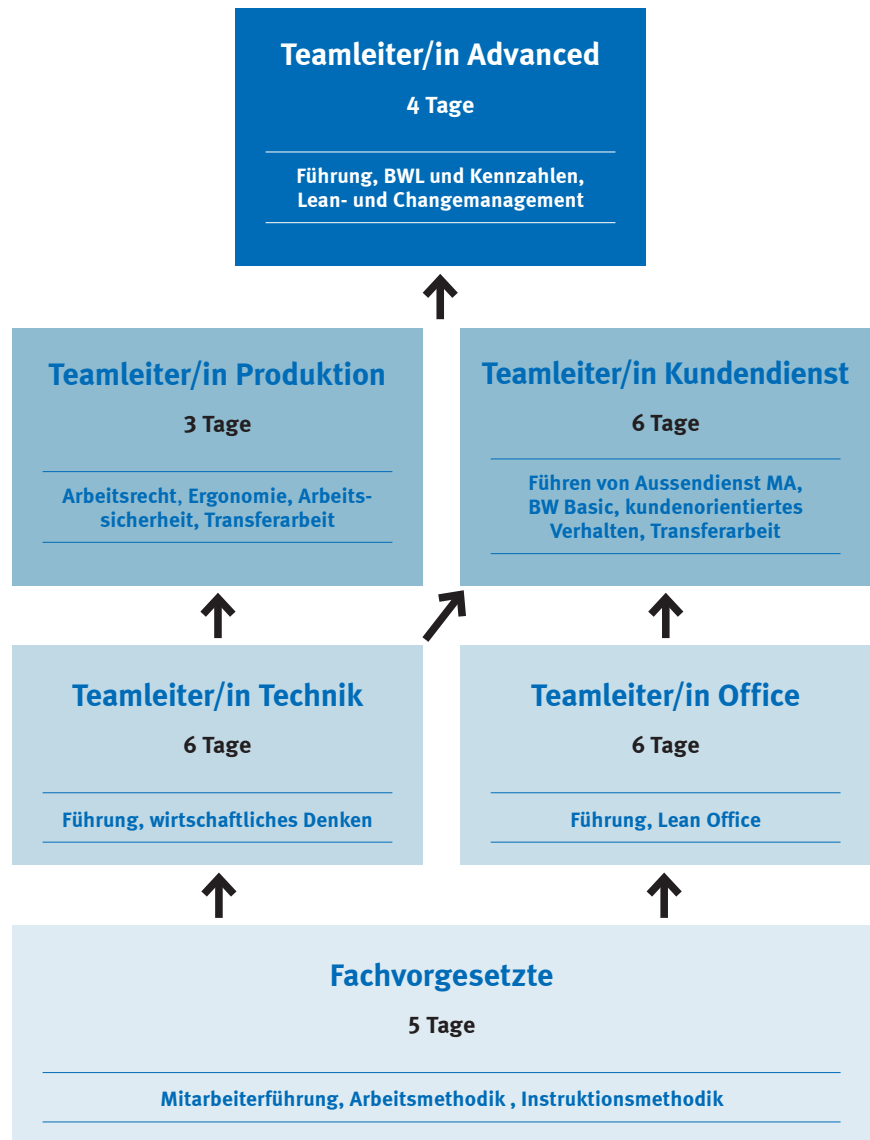 Teamleiter/in Advanced
4 Tage
Führung, BWL und Kennzahlen,
Lean- und Changemanagement
Teamleiter/in Produktion
3 Tage
Arbeitsrecht, Ergonomie, Arbeits-
sicherheit, Transferarbeit
Teamleiter/in Kundendienst
6 Tage
Führen von Aussendienst MA,
BW Basic, kundenorientiertes
Verhalten, Transferarbeit
Teamleiter/in Technik
6 Tage
Führung, wirtschaftliches Denken
Teamleiter/in Office
6 Tage
Führung, Lean Office
Fachvorgesetzte
5 Tage
Mitarbeiterführung, Arbeitsmethodik , Instruktionsmethodik